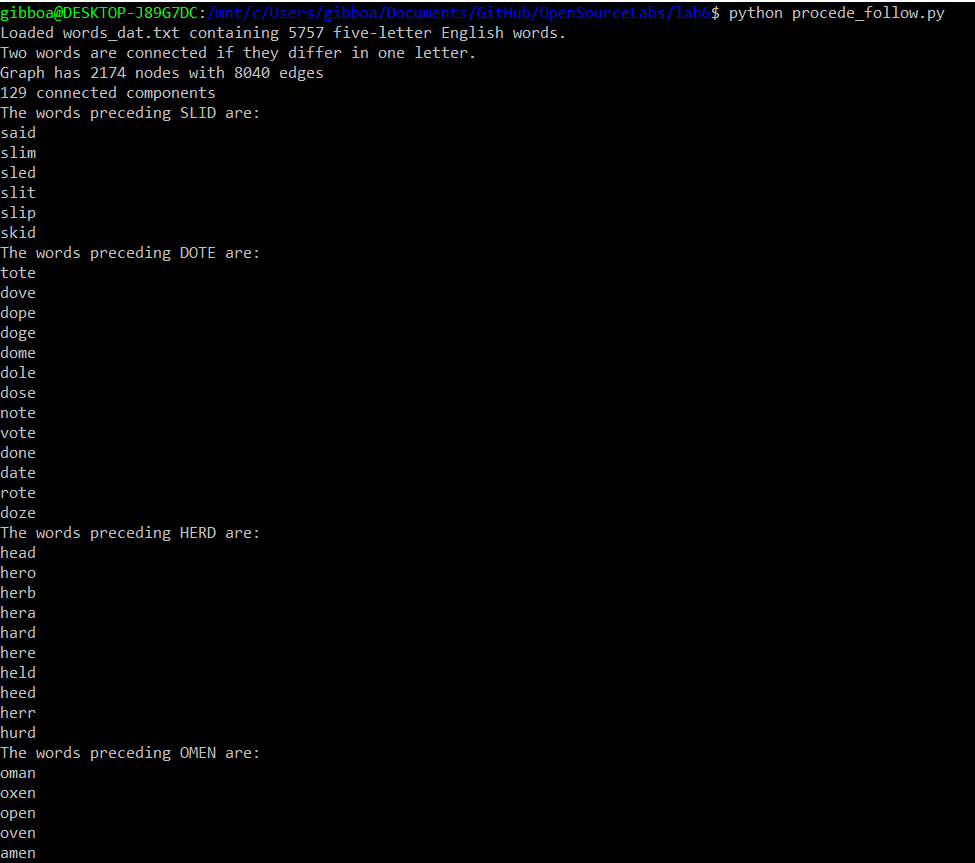 gibboa@DESKTOP-J89G7DC:/mnt/c/Users/gibboa/Documents/GitHub/OpenSourceLabs/lab6$ python procede_follow.py
Loaded words_dat.txt containing 5757 five-letter English words.
Two words are connected if they differ in one letter.
Graph has 2174 nodes with 8040 edges
129 connected components
The words preceding SLID are:
said
slim
sled
slit
slip
skid
The words preceding DOTE are:
tote
dove
dope
doge
dome
dole
dose
note
vote
done
date
rote
doze
The words preceding HERD are:
head
hero
herb
hera
hard
here
held
heed
herr
hurd
The words preceding OMEN are:
oman
oxen
open
oven
amen